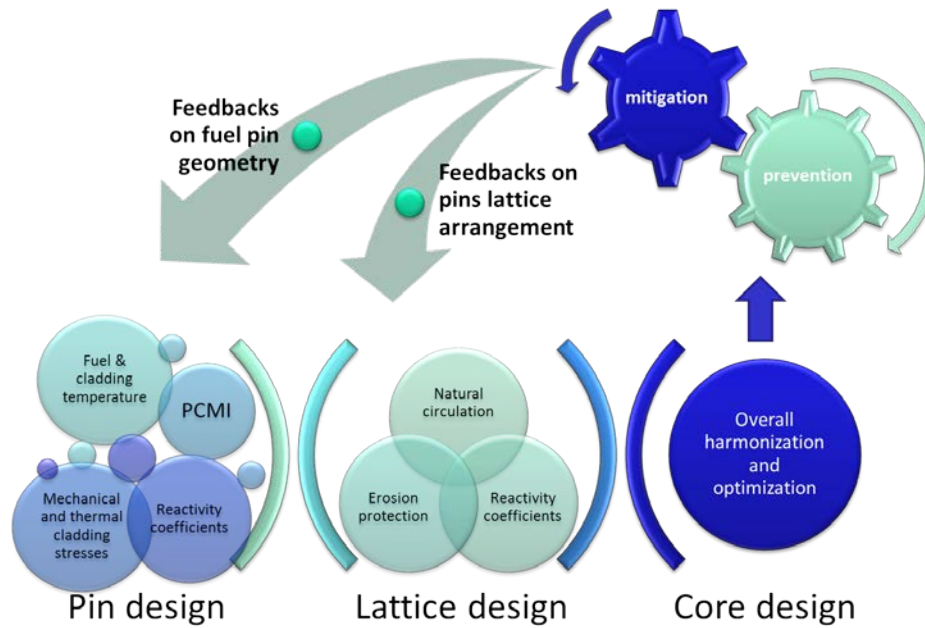 mitigation
prevention
Feedbacks
on fuel pin
geometry
Feedbacks on
pins lattice
arrangement
Fuel &
cladding
temperature
PCMI
Mechanical
and thermal
cladding
stresses
Reactivity
coefficients
Natural
circulation
Erosion
protection
Reactivity
coefficients
Overall
harmonization
and
optimization
Pin design
Lattice design
Core design